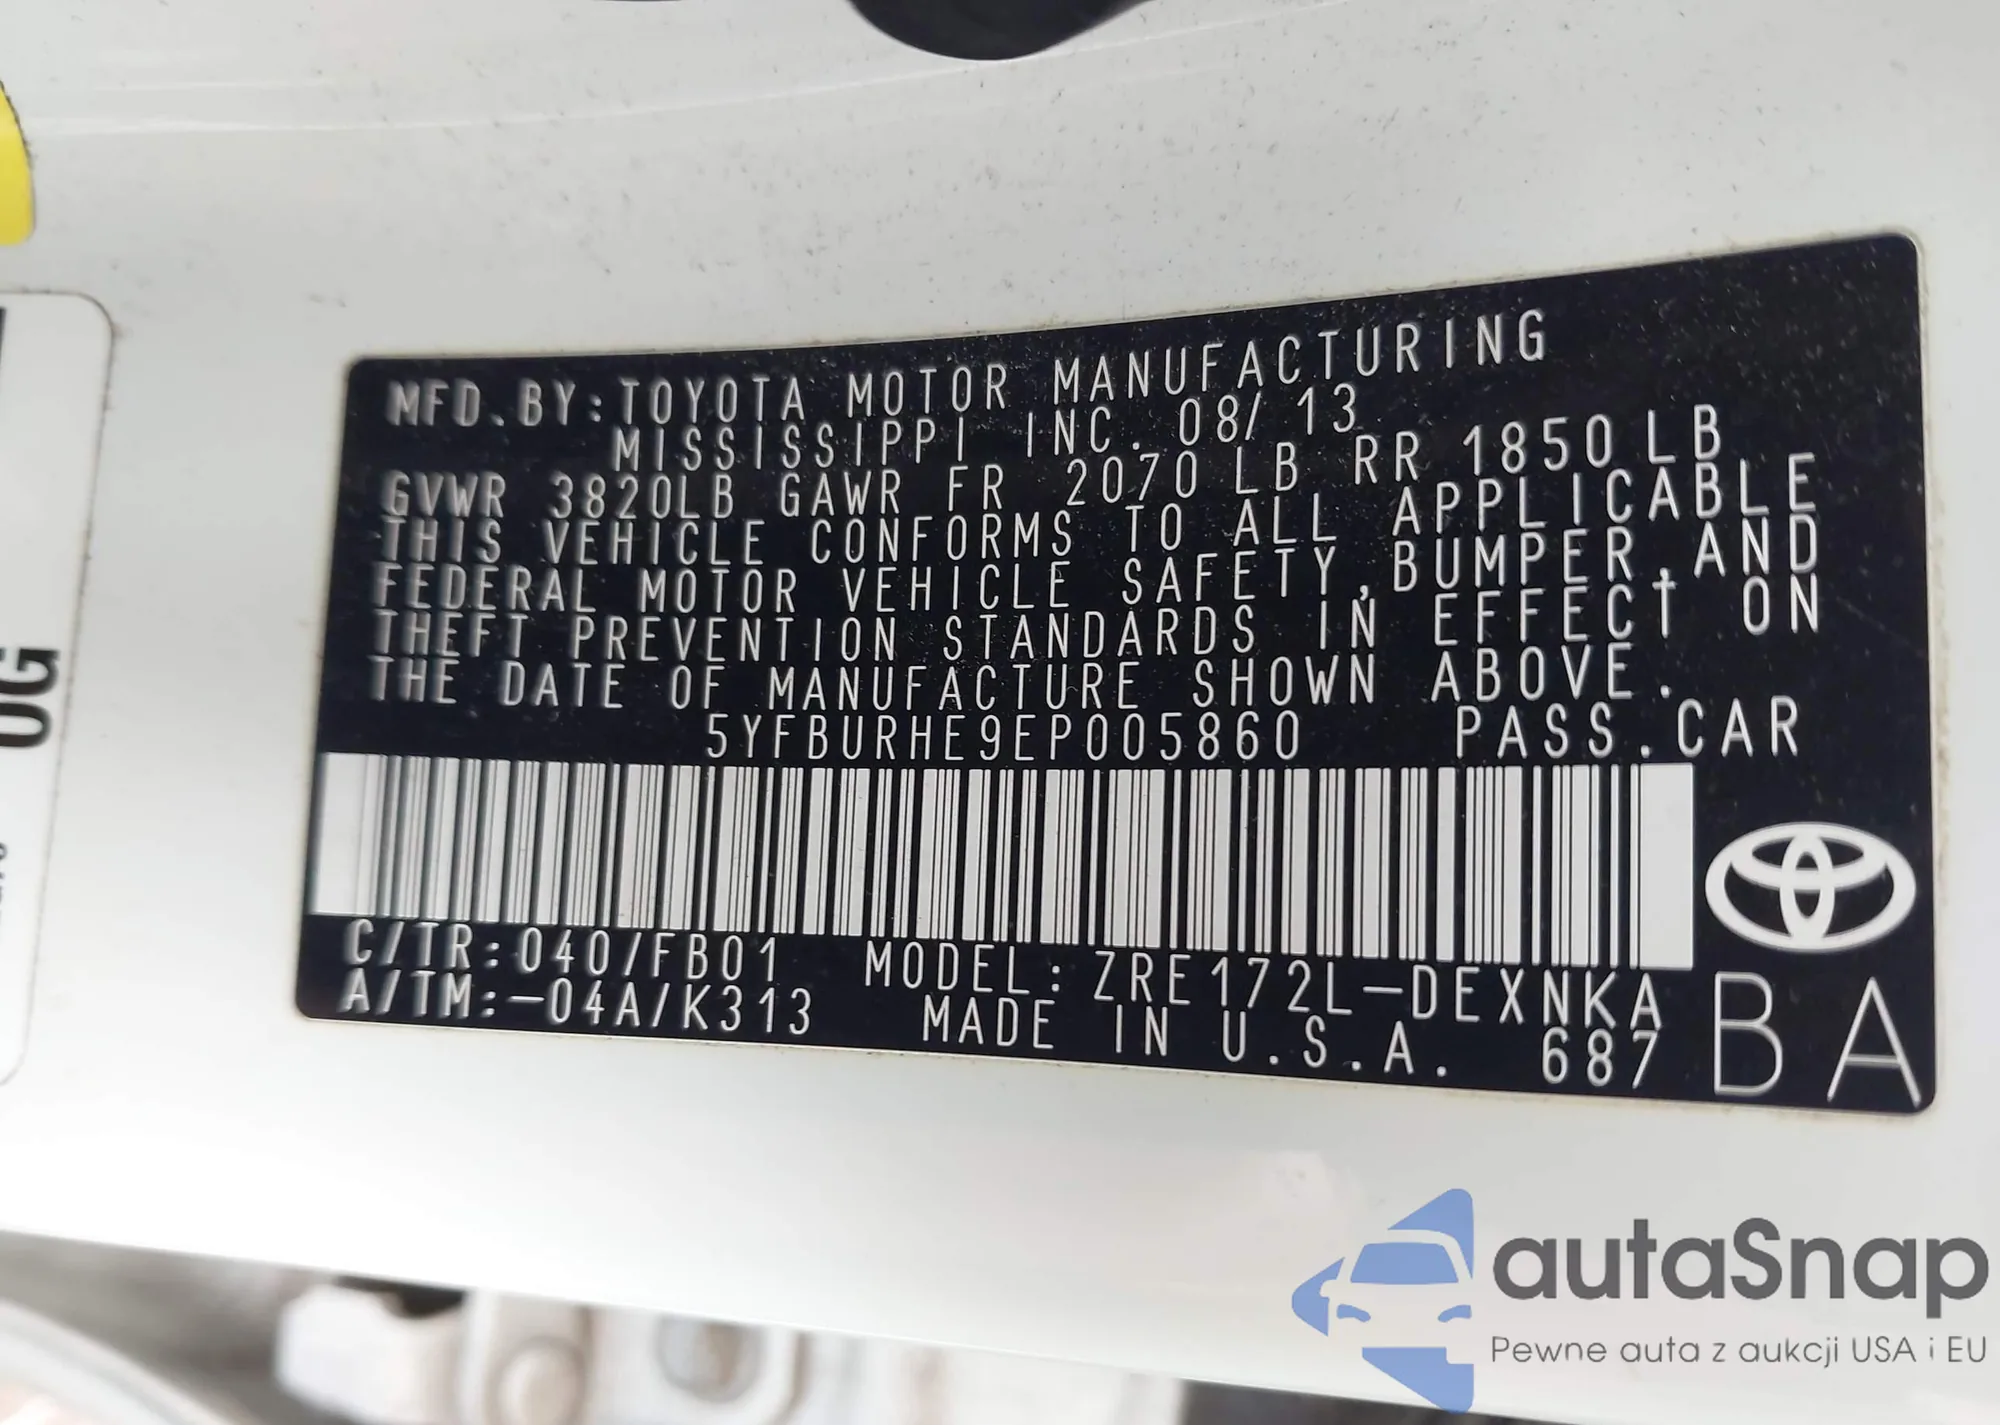 MFD.BY:TOYOTA MOTOR MANUFACTURING
MISSISSIPPI INC. 08/13
GVWR 3820LB GAWR FR 2070 LB RR 1850LB
THIS VEHICLE CONFORMS TO ALL APPLICABLE
FEDERAL MOTOR VEHICLE SAFETY,BUMPER,AND
THEFT PREVENTION STANDARDS IN EFFECT ON
THE DATE OF MANUFACTURE SHOWN ABOVE.
5YFBURHE9EP005860 PASS.CAR
C/TR:040/FB01 MODEL:ZRE172L-DEXNKA
A/TM:-04A/K313 MADE IN U.S.A. 687
BA
OG
autaSnap
Pewne auta z aukcji USA i EU